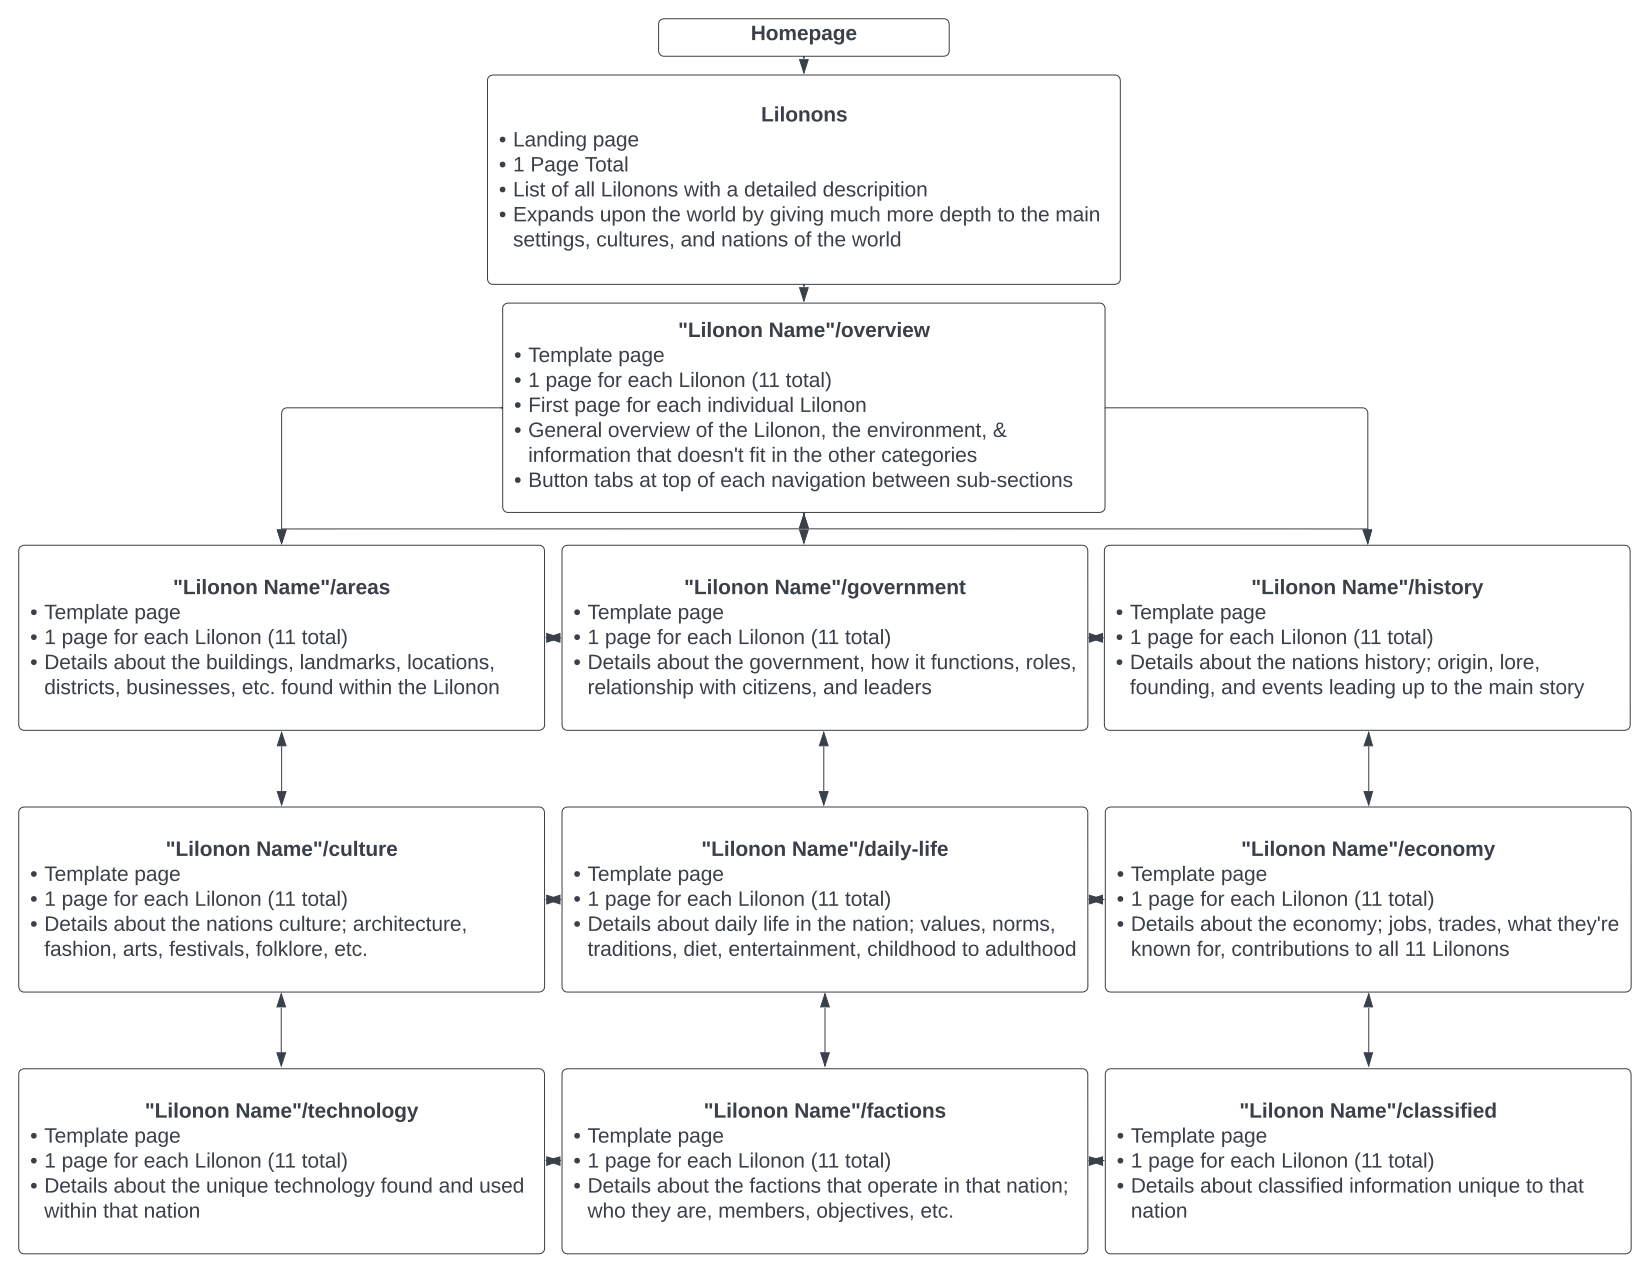 Homepage
Lilonons
• Landing page
• 1 Page Total
• List of all Lilonons with a detailed descripition
• Expands upon the world by giving much more depth to the main
settings, cultures, and nations of the world
"Lilonon Name"/overview
• Template page
• 1 page for each Lilonon (11 total)
• First page for each individual Lilonon
• General overview of the Lilonon, the environment, &
information that doesn't fit in the other categories
• Button tabs at top of each navigation between sub-sections
"Lilonon Name"/areas
• Template page
• 1 page for each Lilonon (11 total)
• Details about the buildings, landmarks, locations,
districts, businesses, etc. found within the Lilonon
"Lilonon Name"/government
• Template page
• 1 page for each Lilonon (11 total)
• Details about the government, how it functions, roles,
relationship with citizens, and leaders
"Lilonon Name"/history
• Template page
• 1 page for each Lilonon (11 total)
• Details about the nations history; origin, lore,
founding, and events leading up to the main story
"Lilonon Name"/culture
• Template page
• 1 page for each Lilonon (11 total)
• Details about the nations culture; architecture,
fashion, arts, festivals, folklore, etc.
"Lilonon Name"/daily-life
• Template page
• 1 page for each Lilonon (11 total)
• Details about daily life in the nation; values, norms,
traditions, diet, entertainment, childhood to adulthood
"Lilonon Name"/economy
• Template page
• 1 page for each Lilonon (11 total)
• Details about the economy; jobs, trades, what they're
known for, contributions to all 11 Lilonons
"Lilonon Name"/technology
• Template page
• 1 page for each Lilonon (11 total)
• Details about the unique technology found and used
within that nation
"Lilonon Name"/factions
• Template page
• 1 page for each Lilonon (11 total)
• Details about the factions that operate in that nation;
who they are, members, objectives, etc.
"Lilonon Name"/classified
• Template page
• 1 page for each Lilonon (11 total)
• Details about classified information unique to that
nation